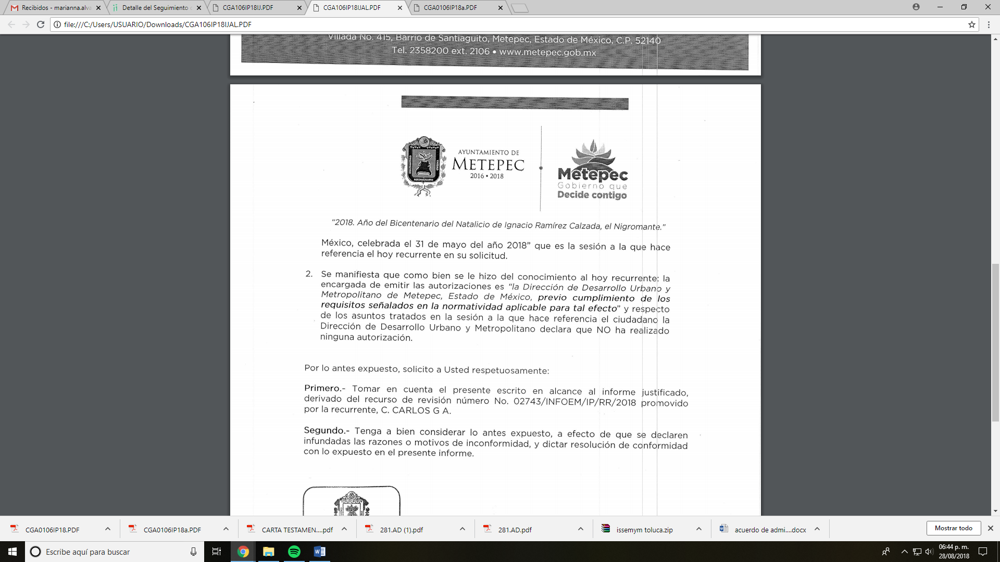 Recibidos - marianna.alva
Detalle del Seguimiento d
CGA106IP18IJ.PDF
CGA106IP18IJAL.PDF
CGA0106IP18a.PDF
file:///C:/Users/USUARIO/Downloads/CGA106IP18IJAL.PDF
Villada No. 415, Barrio de Santiaguito, Metepec, Estado de México, C.P. 52140
Tel. 2358200 ext. 2106 • www.metepec.gob.mx
AYUNTAMIENTO DE
METEPEC
2016 • 2018
Metepec
Gobierno que
Decide contigo
“2018. Año del Bicentenario del Natalicio de Ignacio Ramírez Calzada, el Nigromante.”
México, celebrada el 31 de mayo del año 2018” que es la sesión a la que hace
referencia el hoy recurrente en su solicitud.
2. Se manifiesta que como bien se le hizo del conocimiento al hoy recurrente: la
encargada de emitir las autorizaciones es “la Dirección de Desarrollo Urbano y
Metropolitano de Metepec, Estado de México, previo cumplimiento de los
requisitos señalados en la normatividad aplicable para tal efecto” y respecto
de los asuntos tratados en la sesión a la que hace referencia el ciudadano la
Dirección de Desarrollo Urbano y Metropolitano declara que NO ha realizado
ninguna autorización.
Por lo antes expuesto, solicito a Usted respetuosamente:
Primero.- Tomar en cuenta el presente escrito en alcance al informe justificado,
derivado del recurso de revisión número No. 02743/INFOEM/IP/RR/2018 promovido
por la recurrente, C. CARLOS G A.
Segundo.- Tenga a bien considerar lo antes expuesto, a efecto de que se declaren
infundadas las razones o motivos de inconformidad, y dictar resolución de conformidad
con lo expuesto en el presente informe.
CGA0106IP18.PDF
CGA0106IP18a.PDF
CARTA TESTAMEN....pdf
281.AD (1).pdf
281.AD.pdf
issemym toluca.zip
acuerdo de admi....docx
Mostrar todo
Escribe aquí para buscar
06:44 p. m.
28/08/2018